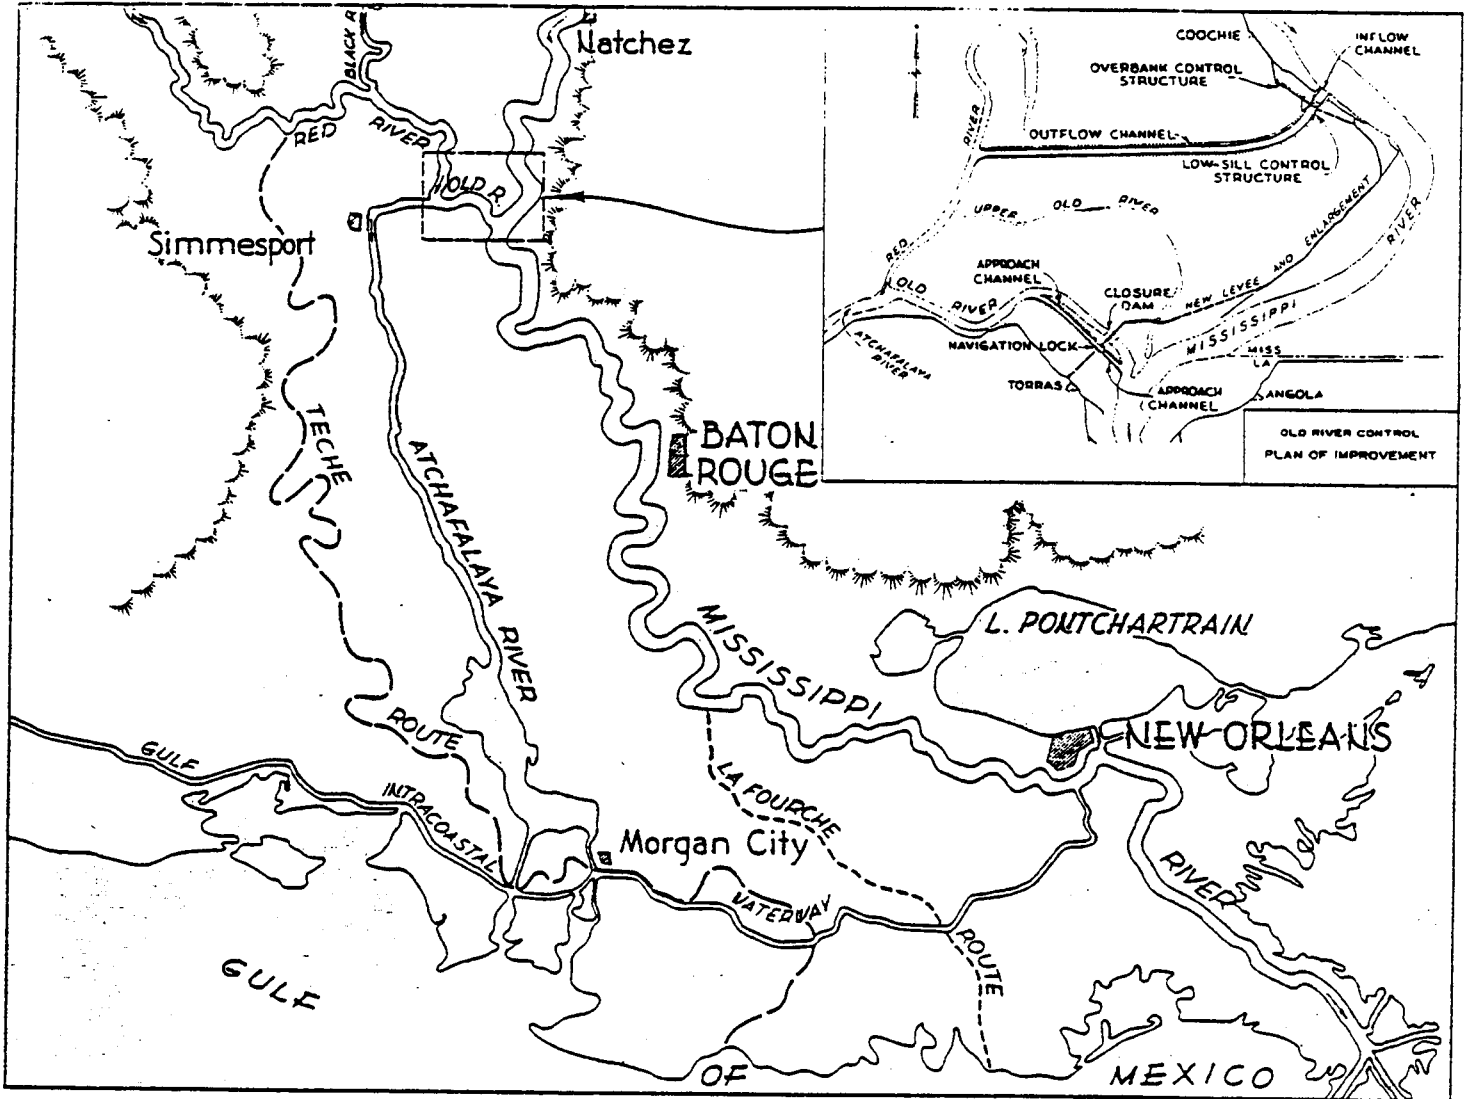 Natchez
BLACK R.
RED
RIVER
OLD R.
Simmesport
TECHE
ROUTE
ATCHAFALAYA
RIVER
BATON
ROUGE
MISSISSIPPI
RIVER
L. PONTCHARTRAIN
NEW ORLEANS
LA FOURCHE
ROUTE
GULF
INTRACOASTAL
WATERWAY
Morgan City
GULF
OF
MEXICO
COOCHIE
INFLOW
CHANNEL
OVERBANK CONTROL
STRUCTURE
RIVER
OUTFLOW CHANNEL
LOW-SILL CONTROL
STRUCTURE
UPPER OLD RIVER
RED
APPROACH
CHANNEL
OLD
RIVER
CLOSURE
DAM
NEW LEVEE AND ENLARGEMENT
MISSISSIPPI
RIVER
NAVIGATION LOCK
ATCHAFALAYA
RIVER
MISS
LA
TORRAS
APPROACH
CHANNEL
ANGOLA
OLD RIVER CONTROL
PLAN OF IMPROVEMENT